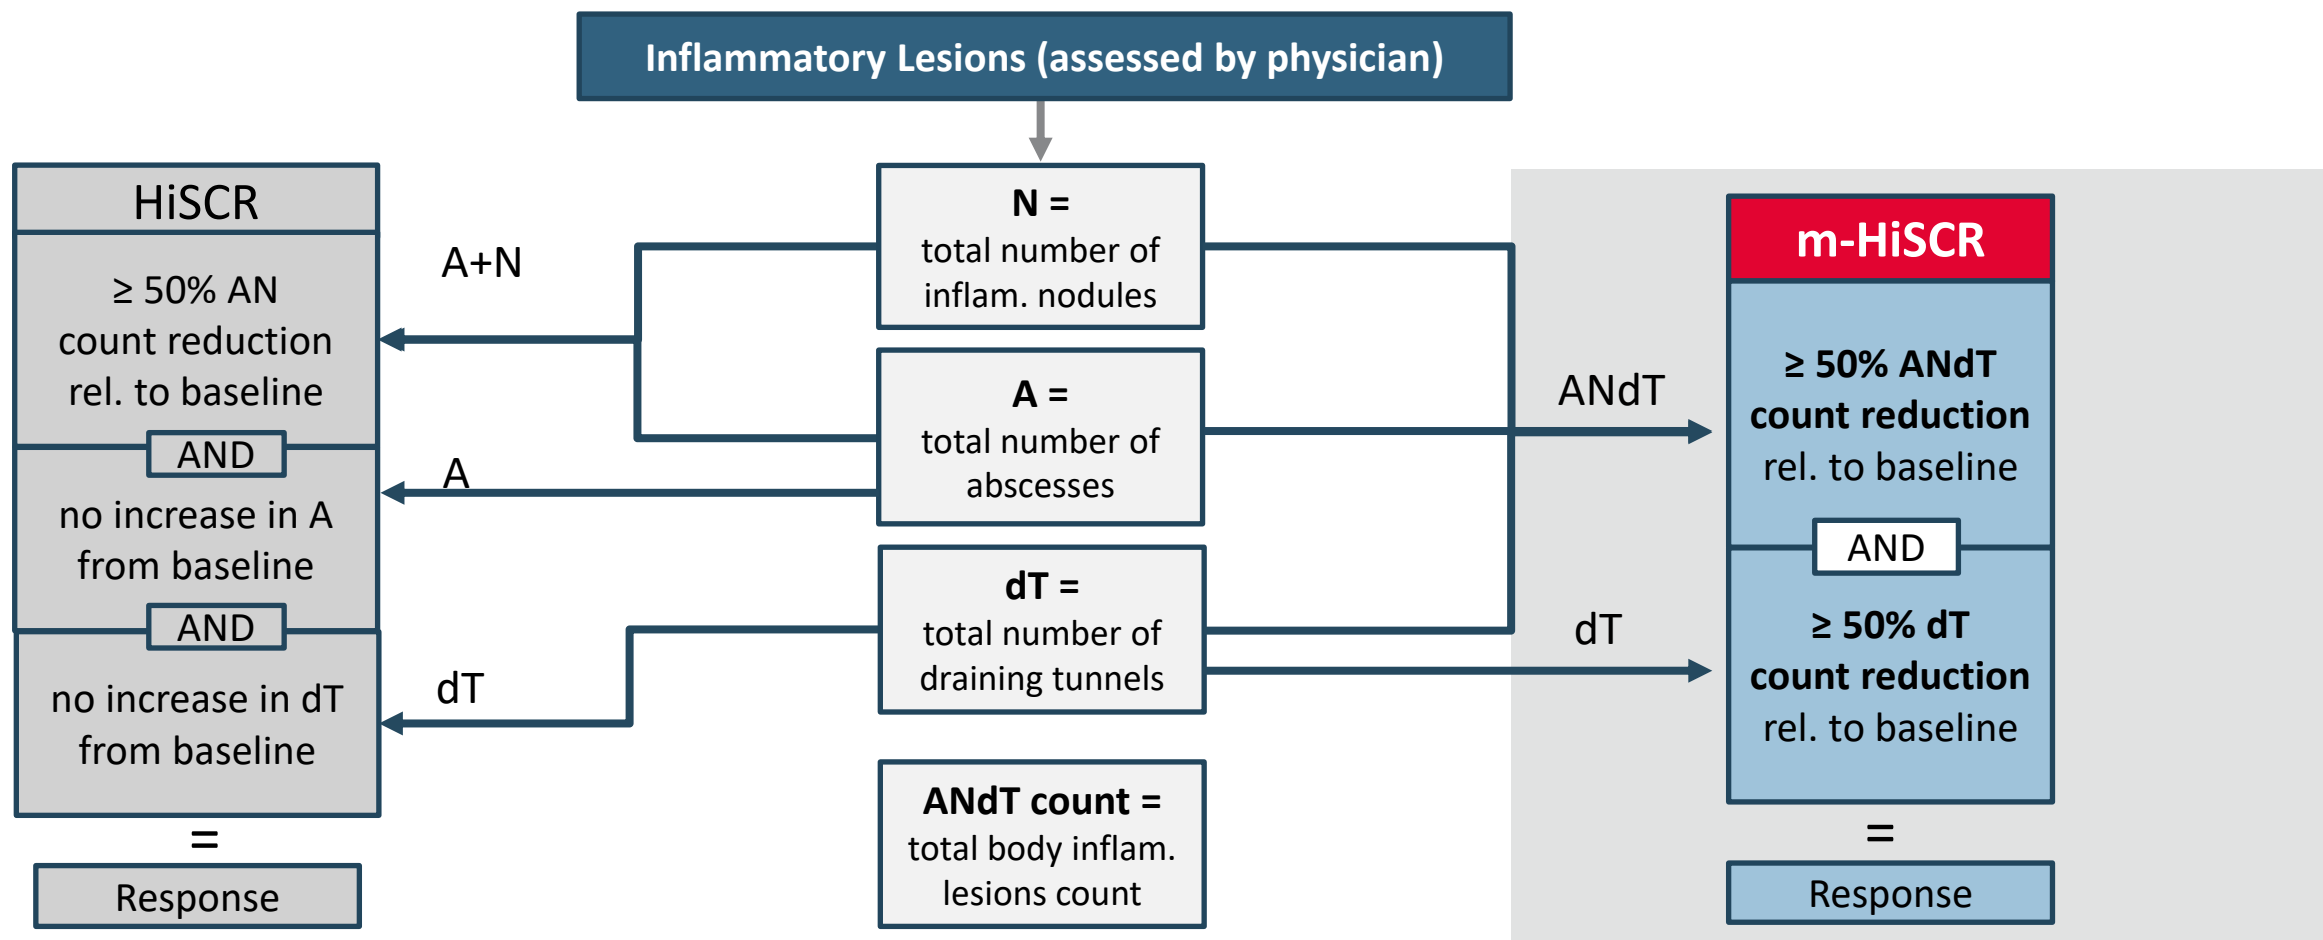 Inflammatory Lesions (assessed by physician)
HiSCR
≥ 50% AN
count reduction
rel. to baseline
AND
no increase in A
from baseline
AND
no increase in dT
from baseline
=
Response
A+N
A
dT
N =
total number of
inflam. nodules
A =
total number of
abscesses
dT =
total number of
draining tunnels
ANdT count =
total body inflam.
lesions count
ANdT
dT
m-HiSCR
≥ 50% ANdT
count reduction
rel. to baseline
AND
≥ 50% dT
count reduction
rel. to baseline
=
Response